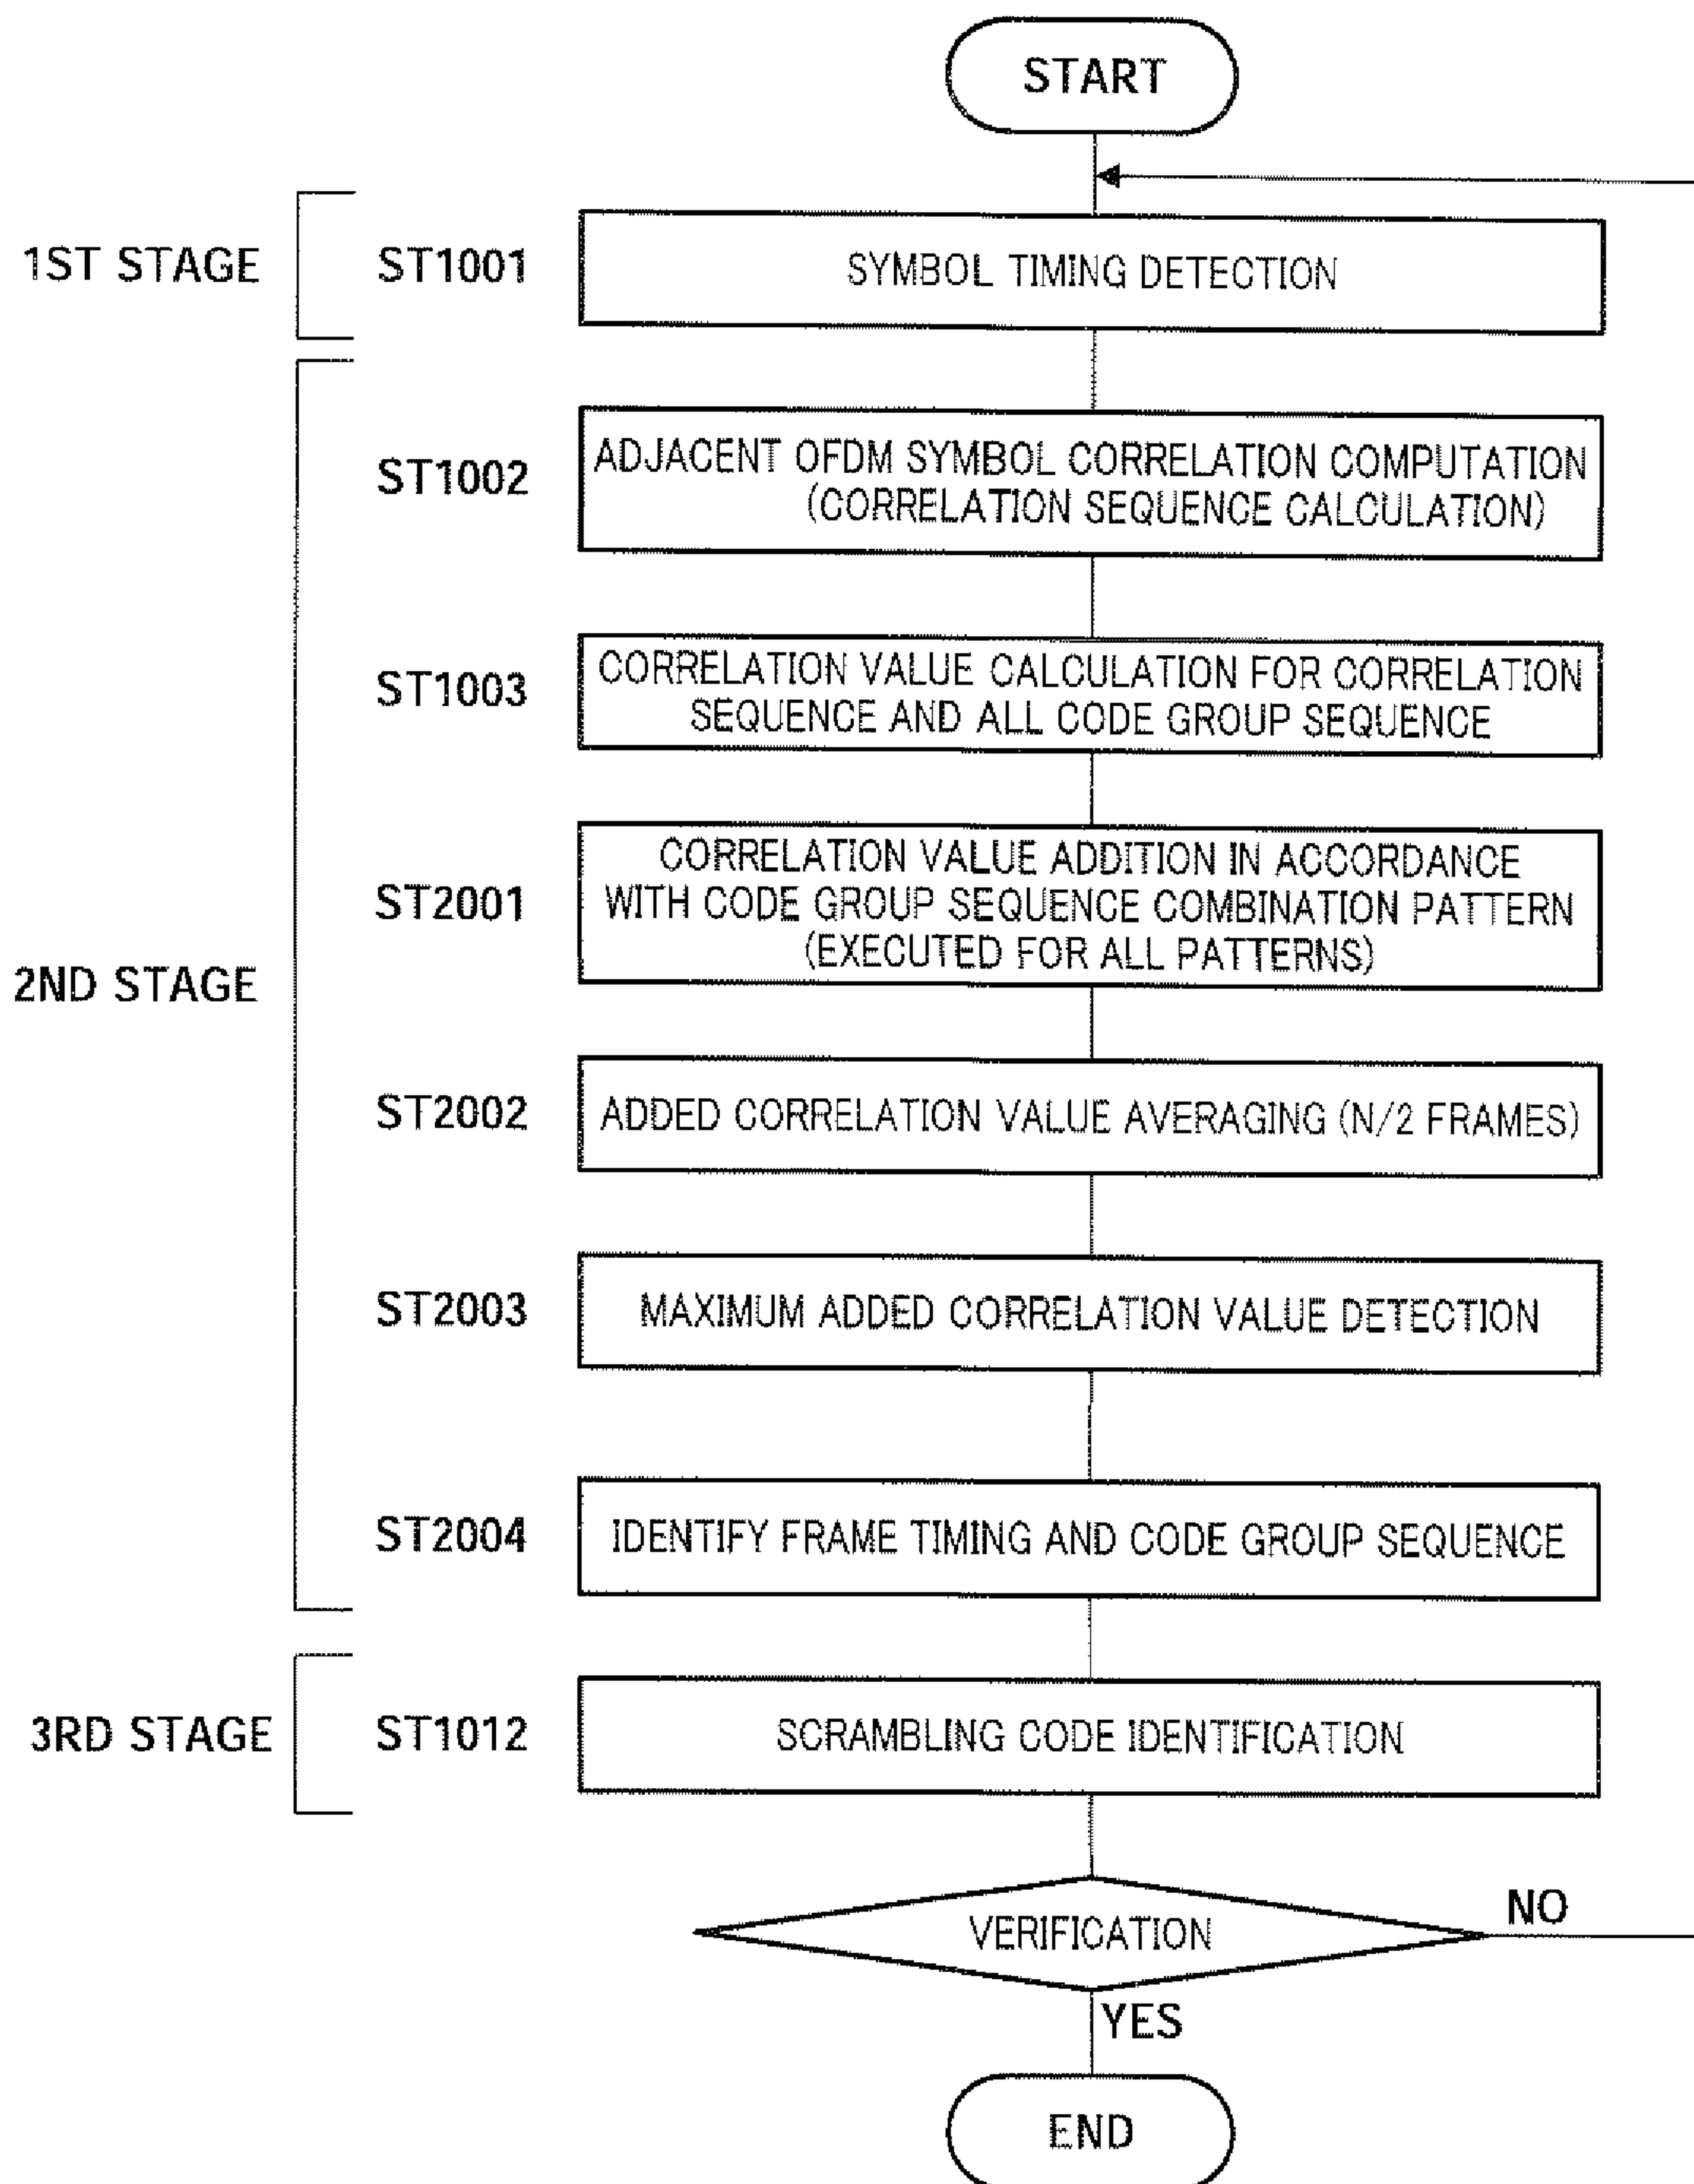 START
1ST STAGE
ST1001
SYMBOL TIMING DETECTION
2ND STAGE
ST1002
ADJACENT OFDM SYMBOL CORRELATION COMPUTATION
(CORRELATION SEQUENCE CALCULATION)
ST1003
CORRELATION VALUE CALCULATION FOR CORRELATION
SEQUENCE AND ALL CODE GROUP SEQUENCE
ST2001
CORRELATION VALUE ADDITION IN ACCORDANCE
WITH CODE GROUP SEQUENCE COMBINATION PATTERN
(EXECUTED FOR ALL PATTERNS)
ST2002
ADDED CORRELATION VALUE AVERAGING (N/2 FRAMES)
ST2003
MAXIMUM ADDED CORRELATION VALUE DETECTION
ST2004
IDENTIFY FRAME TIMING AND CODE GROUP SEQUENCE
3RD STAGE
ST1012
SCRAMBLING CODE IDENTIFICATION
VERIFICATION
NO
YES
END